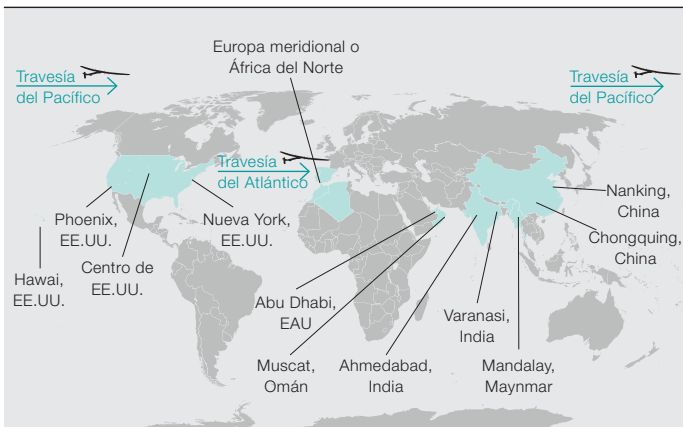 Europa meridional o
África del Norte
Travesía
del Pacífico
Travesía
del Pacífico
Travesía
del Atlántico
Phoenix,
EE.UU.
Nueva York,
EE.UU.
Hawai,
EE.UU.
Centro de
EE.UU.
Abu Dhabi,
EAU
Muscat,
Omán
Ahmedabad,
India
Varanasi,
India
Mandalay,
Maynmar
Nanking,
China
Chongquing,
China